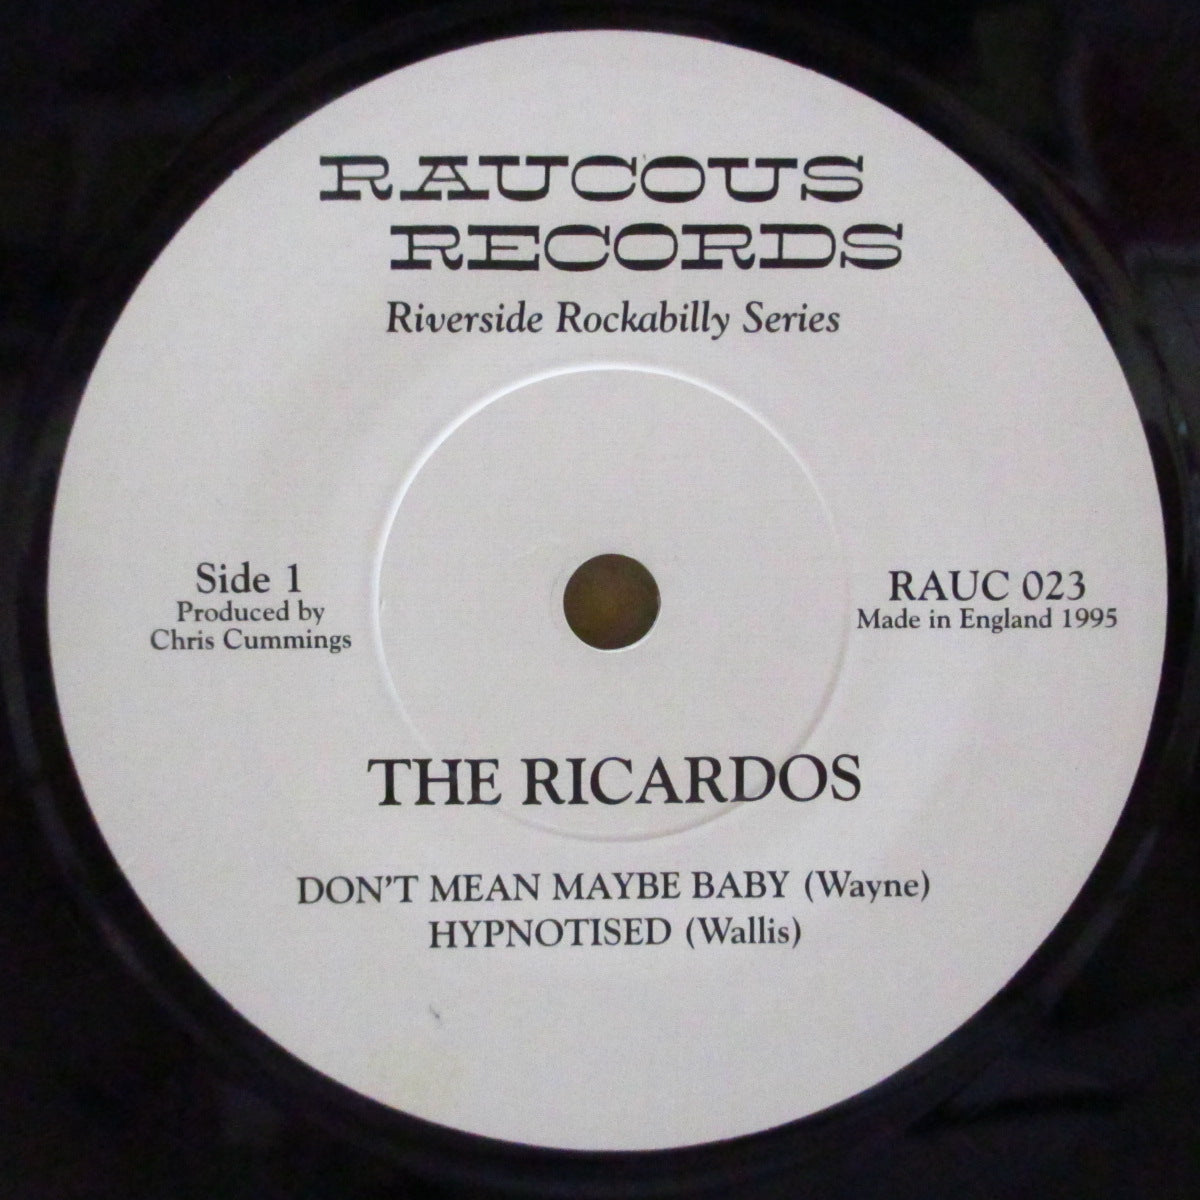 RAUCOUS
RECORDS
Riverside Rockabilly Series
Side 1
Produced by
Chris Cummings
RAUC 023
Made in England 1995
THE RICARDOS
DON'T MEAN MAYBE BABY (Wayne)
HYPNOTISED (Wallis)